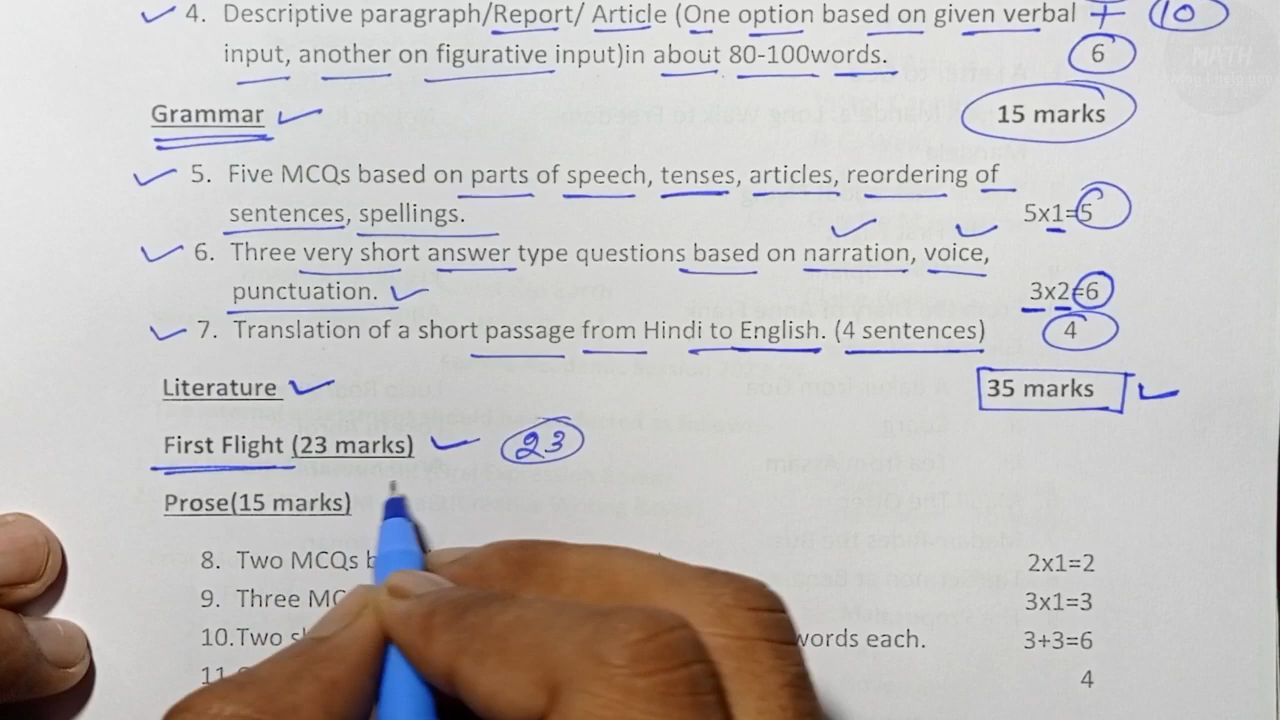 4. Descriptive paragraph/Report/ Article (One option based on given verbal + 10
input, another on figurative input)in about 80-100words. 6
Grammar 15 marks
5. Five MCQs based on parts of speech, tenses, articles, reordering of
sentences, spellings. 5x1=5
6. Three very short answer type questions based on narration, voice,
punctuation. 3x2=6
7. Translation of a short passage from Hindi to English. (4 sentences) 4
Literature 35 marks
First Flight (23 marks) 23
Prose(15 marks)
8. Two MCQs 2x1=2
9. Three 3x1=3
10.Two words each. 3+3=6
11. 4
MATH